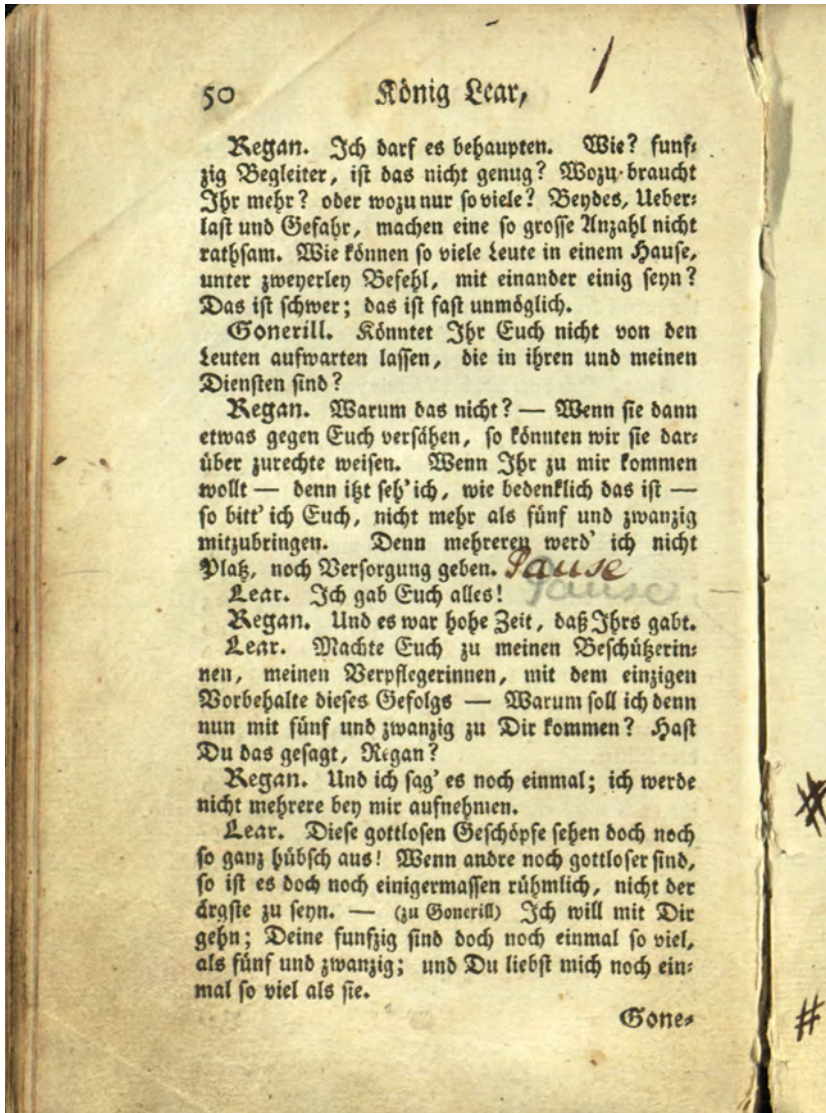 50 König Lear,
Regan. Ich darf es behaupten. Wie? funf-
zig Begleiter, ist das nicht genug? Wozu braucht
Ihr mehr? oder wozu nur so viele? Beydes, Ueber-
last und Gefahr, machen eine so grosse Anzahl nicht
rathsam. Wie können so viele Leute in einem Hause,
unter zweyerley Befehl, mit einander einig seyn?
Das ist schwer; das ist fast unmöglich.
Gonerill. Könntet Ihr Euch nicht von den
Leuten aufwarten lassen, die in ihren und meinen
Diensten sind?
Regan. Warum das nicht? — Wenn sie dann
etwas gegen Euch versähen, so könnten wir sie dar-
über zurechte weisen. Wenn Ihr zu mir kommen
wollt — denn itzt seh' ich, wie bedenklich das ist —
so bitt' ich Euch, nicht mehr als fünf und zwanzig
mitzubringen. Denn mehreren werd' ich nicht
Platz, noch Versorgung geben. Pause
Lear. Ich gab Euch alles! Pause
Regan. Und es war hohe Zeit, daß Ihrs gabt.
Lear. Machte Euch zu meinen Beschützerin-
nen, meinen Verpflegerinnen, mit dem einzigen
Vorbehalte dieses Gefolgs — Warum soll ich denn
nun mit fünf und zwanzig zu Dir kommen? Hast
Du das gesagt, Regan?
Regan. Und ich sag' es noch einmal; ich werde
nicht mehrere bey mir aufnehmen.
Lear. Diese gottlosen Geschöpfe sehen doch noch
so ganz hübsch aus! Wenn andre noch gottloser sind,
so ist es doch noch einigermassen rühmlich, nicht der
ärgste zu seyn. — (zu Gonerill) Ich will mit Dir
gehn; Deine funfzig sind doch noch einmal so viel,
als fünf und zwanzig; und Du liebst mich noch ein-
mal so viel als sie.
Gone-
#
#